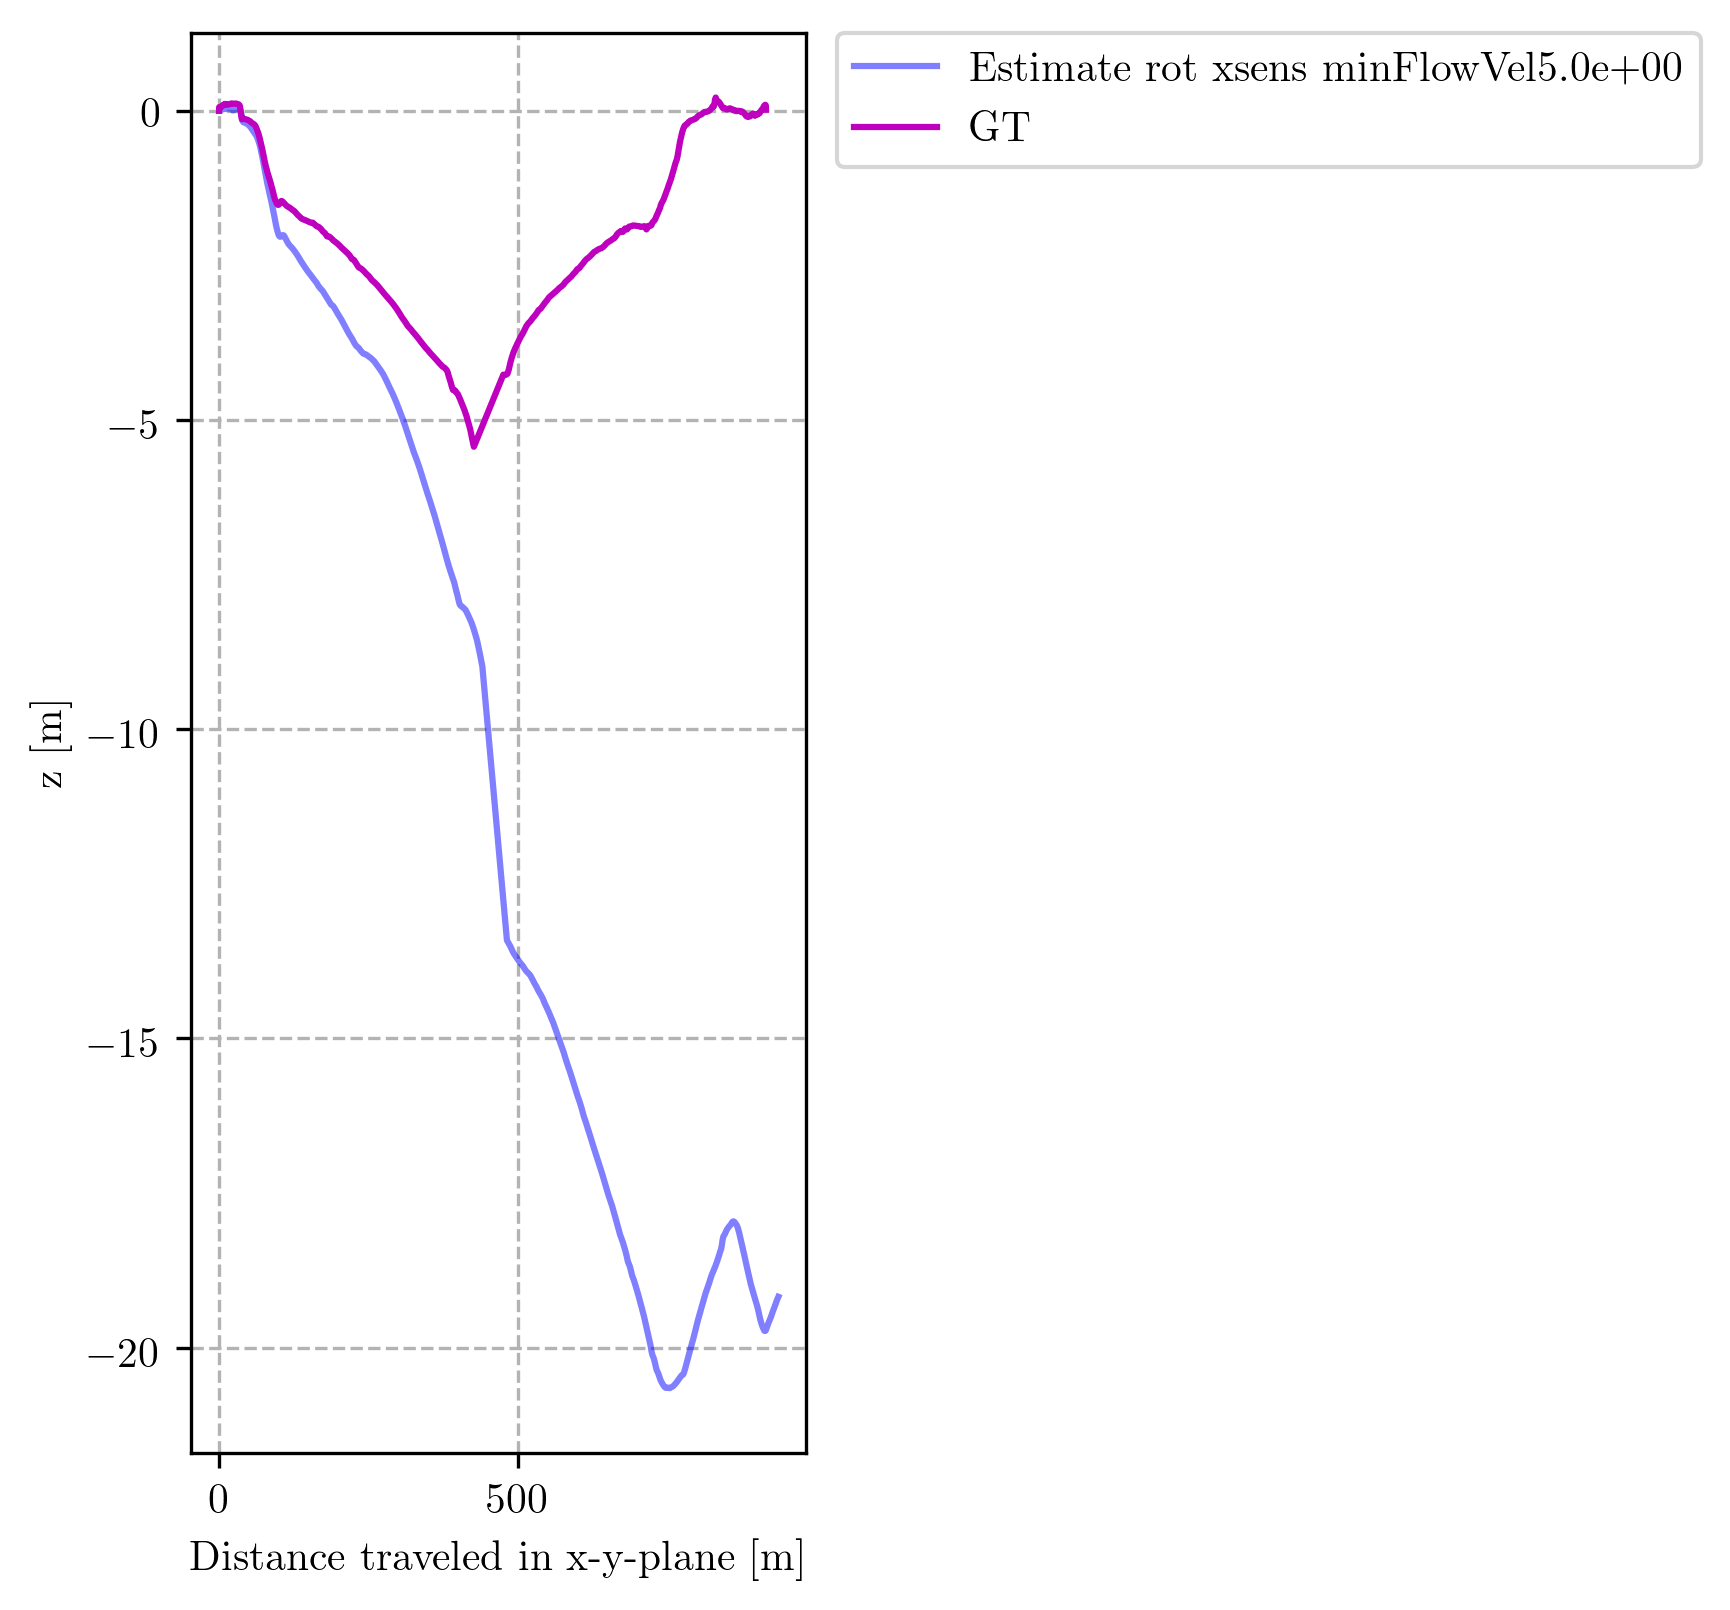 Estimate rot xsens minFlowVel5.0e+00
GT
0
−5
−10
−15
−20
z [m]
0 500
Distance traveled in x-y-plane [m]